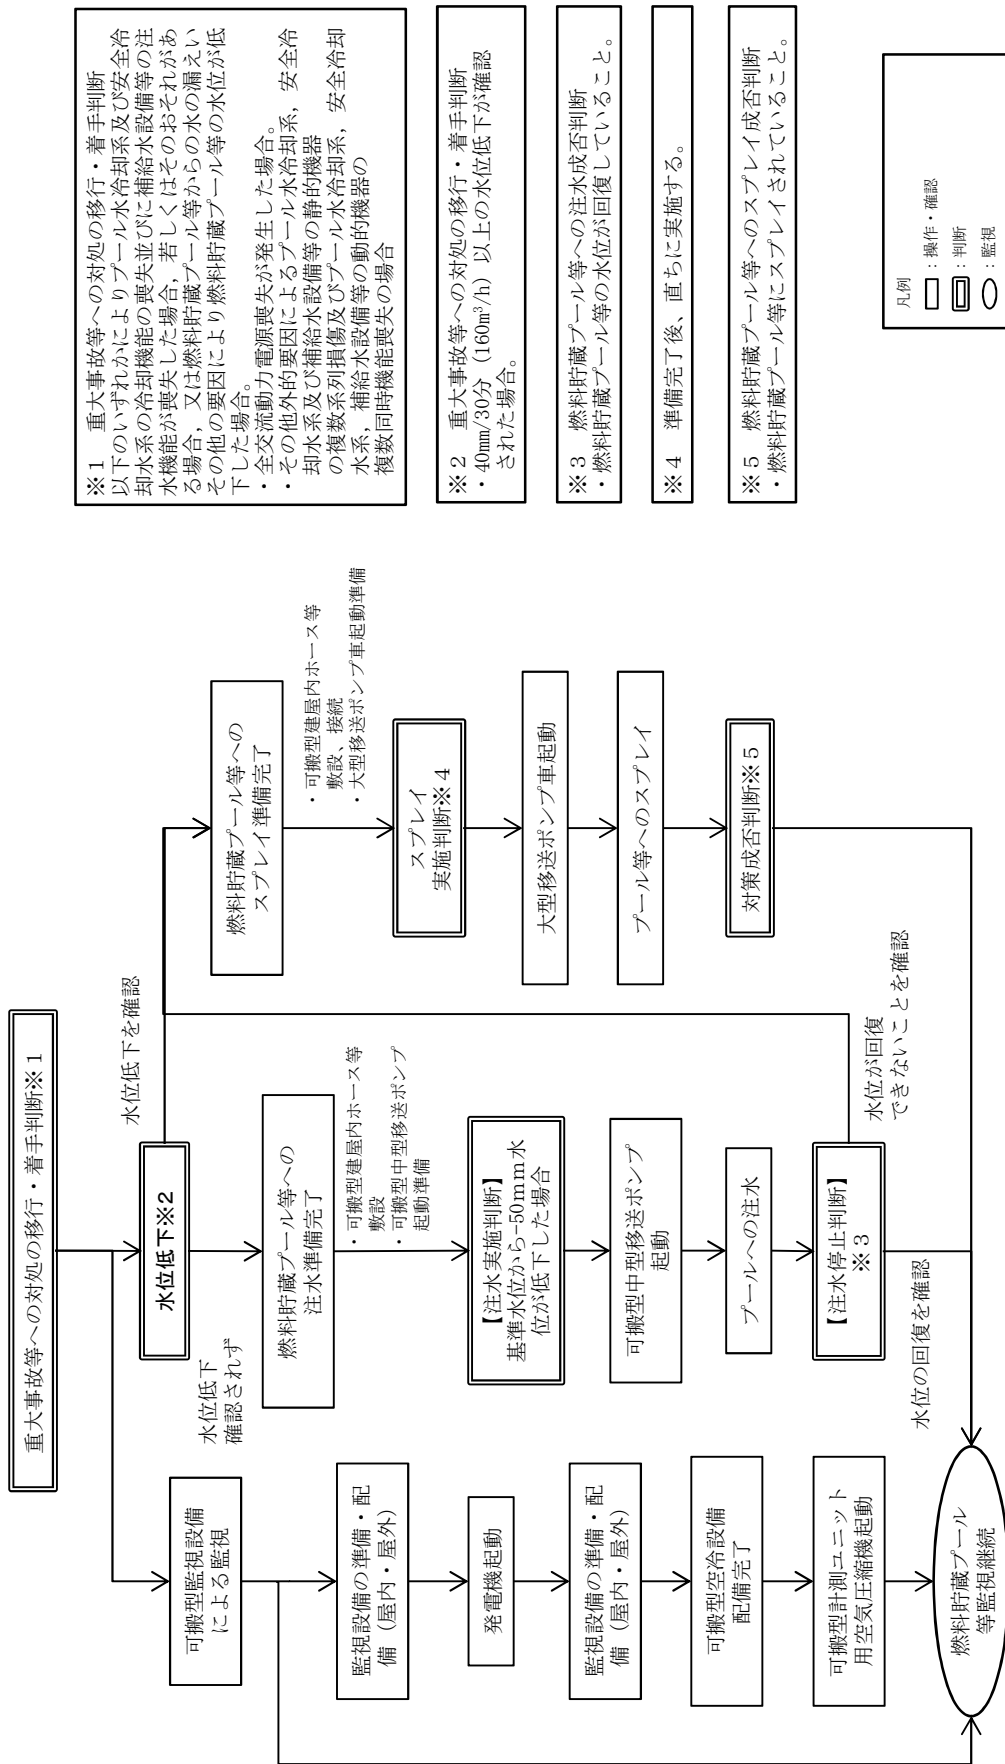 重大事故等への対処の移行・着手判断※１
可搬型監視設備
による監視
監視設備の準備・配
備（屋内・屋外）
発電機起動
監視設備の準備・配
備（屋内・屋外）
可搬型空冷設備
配備完了
可搬型計測ユニット
用空気圧縮機起動
燃料貯蔵プール
等監視継続
水位低下※2
水位低下
確認されず
水位低下を確認
燃料貯蔵プール等への
注水準備完了
・可搬型建屋内ホース等
敷設
・可搬型中型移送ポンプ
起動準備
【注水実施判断】
基準水位から-50mm水
位が低下した場合
可搬型中型移送ポンプ
起動
プールへの注水
【注水停止判断】
※３
水位の回復を確認
水位が回復
できないことを確認
燃料貯蔵プール等への
スプレイ準備完了
・可搬型建屋内ホース等
敷設、接続
・大型移送ポンプ車起動準備
スプレイ
実施判断※４
大型移送ポンプ車起動
プール等へのスプレイ
対策成否判断※５
※１　重大事故等への対処の移行・着手判断
以下のいずれかによりプール水冷却系及び安全冷
却水系の冷却機能の喪失並びに補給水設備等の注
水機能が喪失した場合，若しくはそのおそれがあ
る場合，又は燃料貯蔵プール等からの水の漏えい
その他の要因により燃料貯蔵プール等の水位が低
下した場合。
・全交流動力電源喪失が発生した場合。
・その他外的要因によるプール水冷却系，安全冷
却水系及び補給水設備等の静的機器
の複数系列損傷及びプール水冷却系，安全冷却
水系，補給水設備等の動的機器の
複数同時機能喪失の場合
※２　重大事故等への対処の移行・着手判断
・40mm/30分（160m³/h）以上の水位低下が確認
された場合。
※３　燃料貯蔵プール等への注水成否判断
・燃料貯蔵プール等の水位が回復していること。
※４　準備完了後、直ちに実施する。
※５　燃料貯蔵プール等へのスプレイ成否判断
・燃料貯蔵プール等にスプレイされていること。
凡例
：操作・確認
：判断
：監視